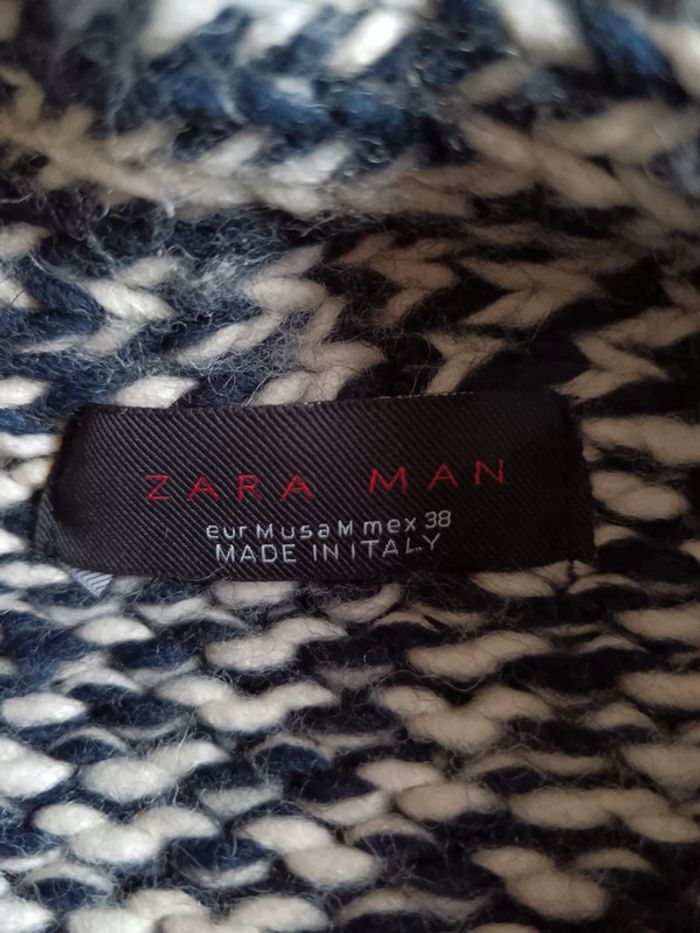 ZARA MAN
eur M usa M mex 38
MADE IN ITALY